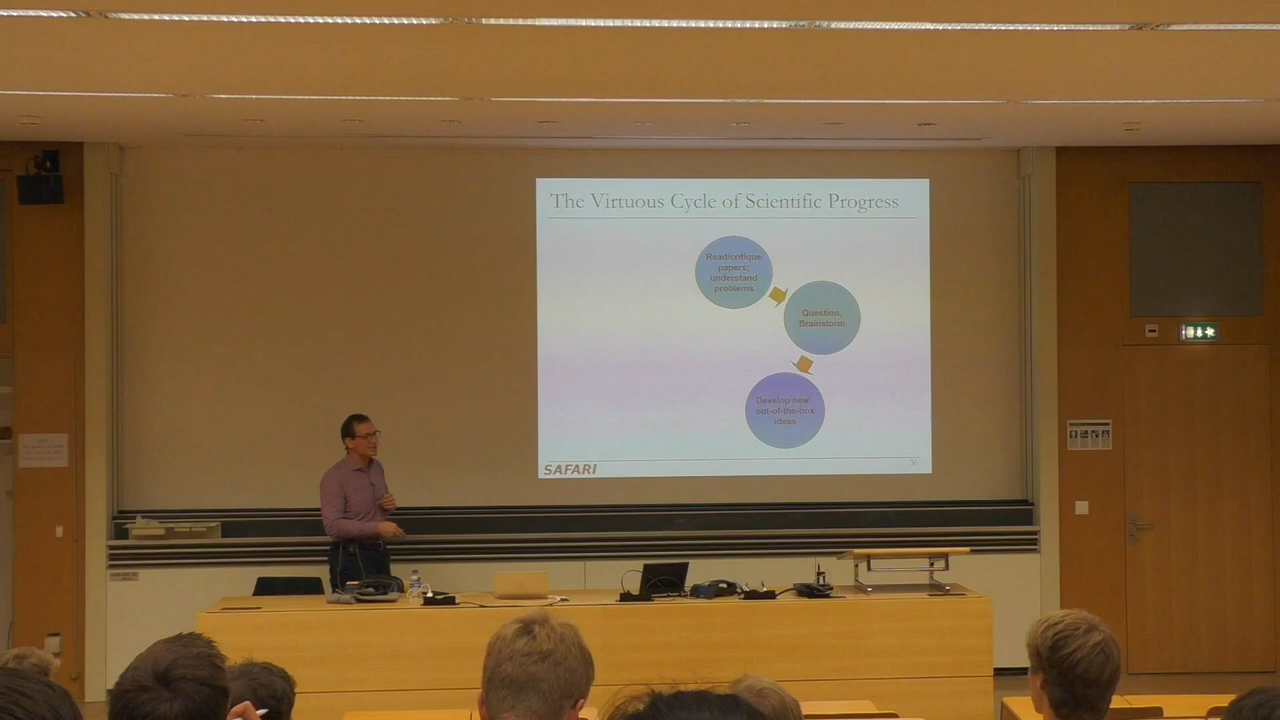 The Virtuous Cycle of Scientific Progress
Read/critique
papers;
understand
problems
Question,
Brainstorm
Develop new,
out-of-the-box
ideas
SAFARI